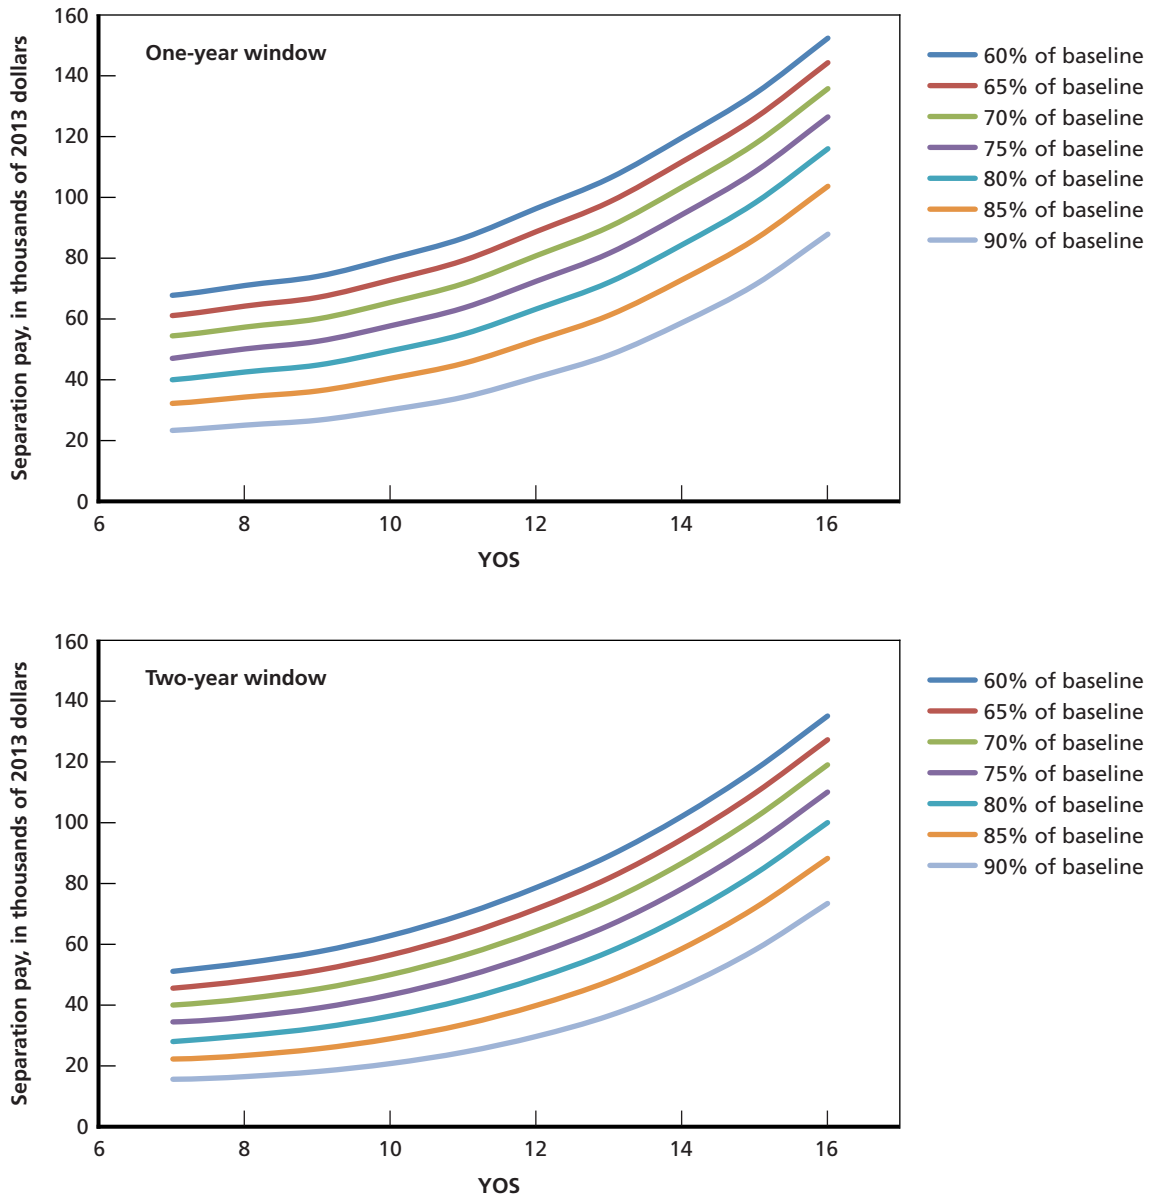 One-year window
Separation pay, in thousands of 2013 dollars
160
140
120
100
80
60
40
20
0
6 8 10 12 14 16
YOS
60% of baseline
65% of baseline
70% of baseline
75% of baseline
80% of baseline
85% of baseline
90% of baseline
Two-year window
Separation pay, in thousands of 2013 dollars
160
140
120
100
80
60
40
20
0
6 8 10 12 14 16
YOS
60% of baseline
65% of baseline
70% of baseline
75% of baseline
80% of baseline
85% of baseline
90% of baseline